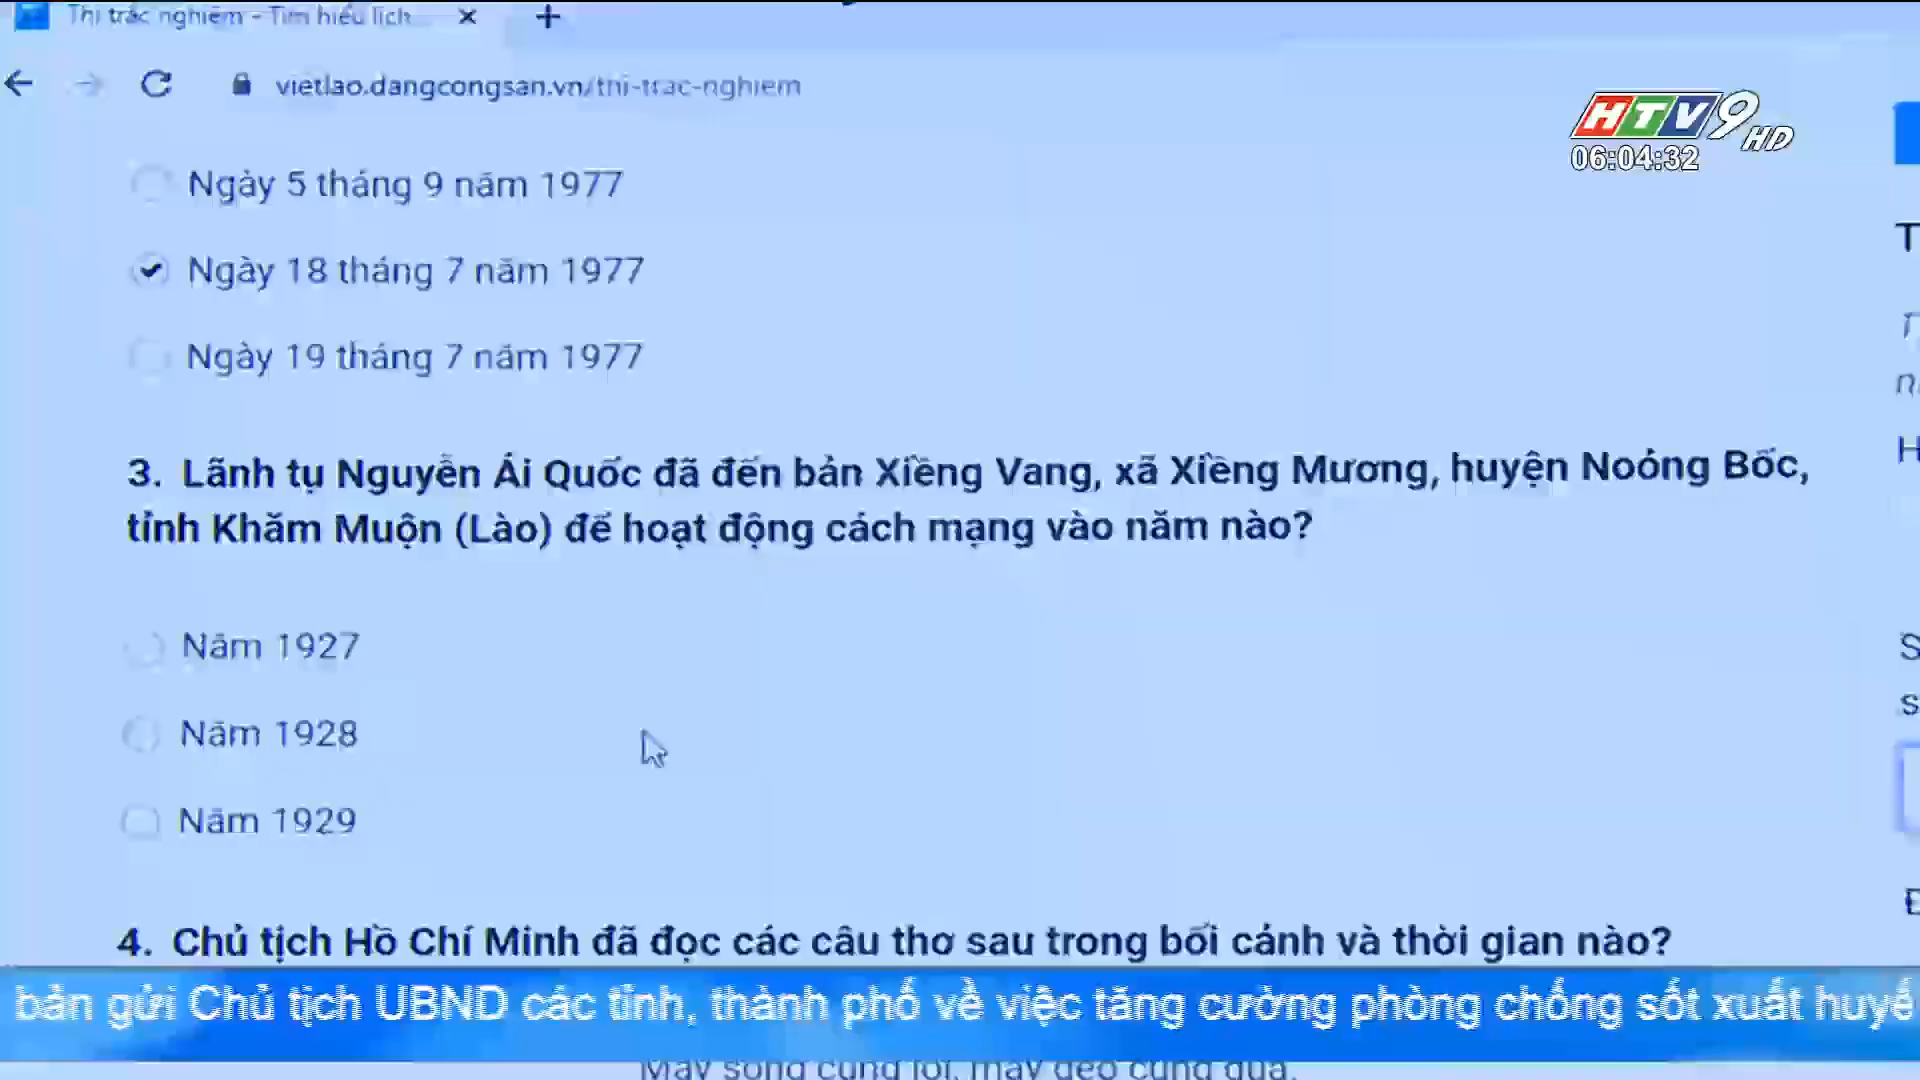 Thi trắc nghiệm - Tìm hiểu lịch
vietlao.dangcongsan.vn/thi-trac-nghiem
HTV9 HD
06:04:32
Ngày 5 tháng 9 năm 1977
Ngày 18 tháng 7 năm 1977
Ngày 19 tháng 7 năm 1977
3. Lãnh tụ Nguyễn Ái Quốc đã đến bản Xiềng Vang, xã Xiềng Mương, huyện Noỏng Bốc,
tỉnh Khăm Muộn (Lào) để hoạt động cách mạng vào năm nào?
Năm 1927
Năm 1928
Năm 1929
4. Chủ tịch Hồ Chí Minh đã đọc các câu thơ sau trong bối cảnh và thời gian nào?
bản gửi Chủ tịch UBND các tỉnh, thành phố về việc tăng cường phòng chống sốt xuất huyế